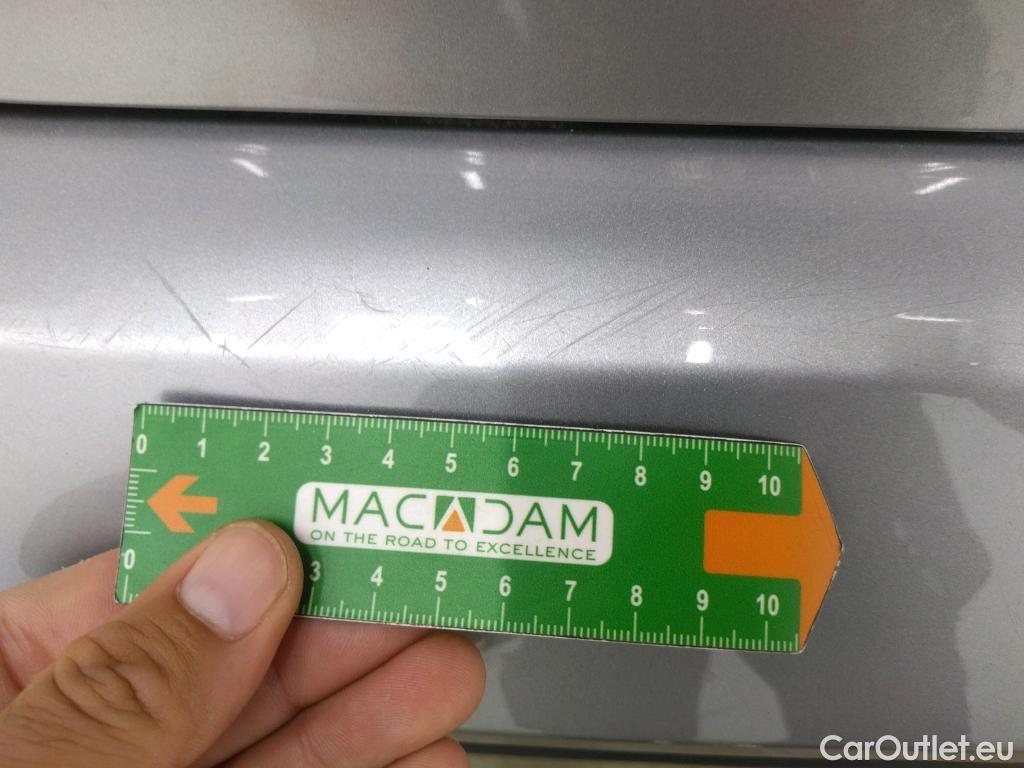 0 1 2 3 4 5 6 7 8 9 10
MACADAM
ON THE ROAD TO EXCELLENCE
0 3 4 5 6 7 8 9 10
CarOutlet.eu